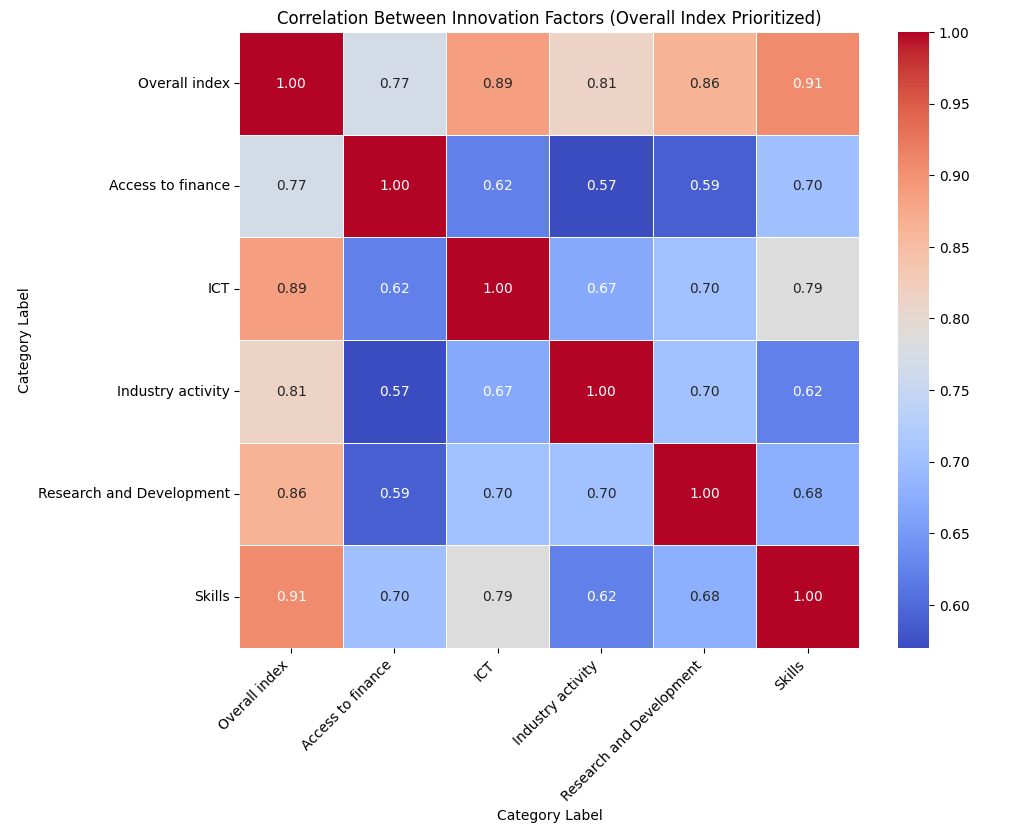 Correlation Between Innovation Factors (Overall Index Prioritized)
Category Label
Overall index 1.00 0.77 0.89 0.81 0.86 0.91
Access to finance 0.77 1.00 0.62 0.57 0.59 0.70
ICT 0.89 0.62 1.00 0.67 0.70 0.79
Industry activity 0.81 0.57 0.67 1.00 0.70 0.62
Research and Development 0.86 0.59 0.70 0.70 1.00 0.68
Skills 0.91 0.70 0.79 0.62 0.68 1.00
Overall index
Access to finance
ICT
Industry activity
Research and Development
Skills
Category Label
1.00
0.95
0.90
0.85
0.80
0.75
0.70
0.65
0.60